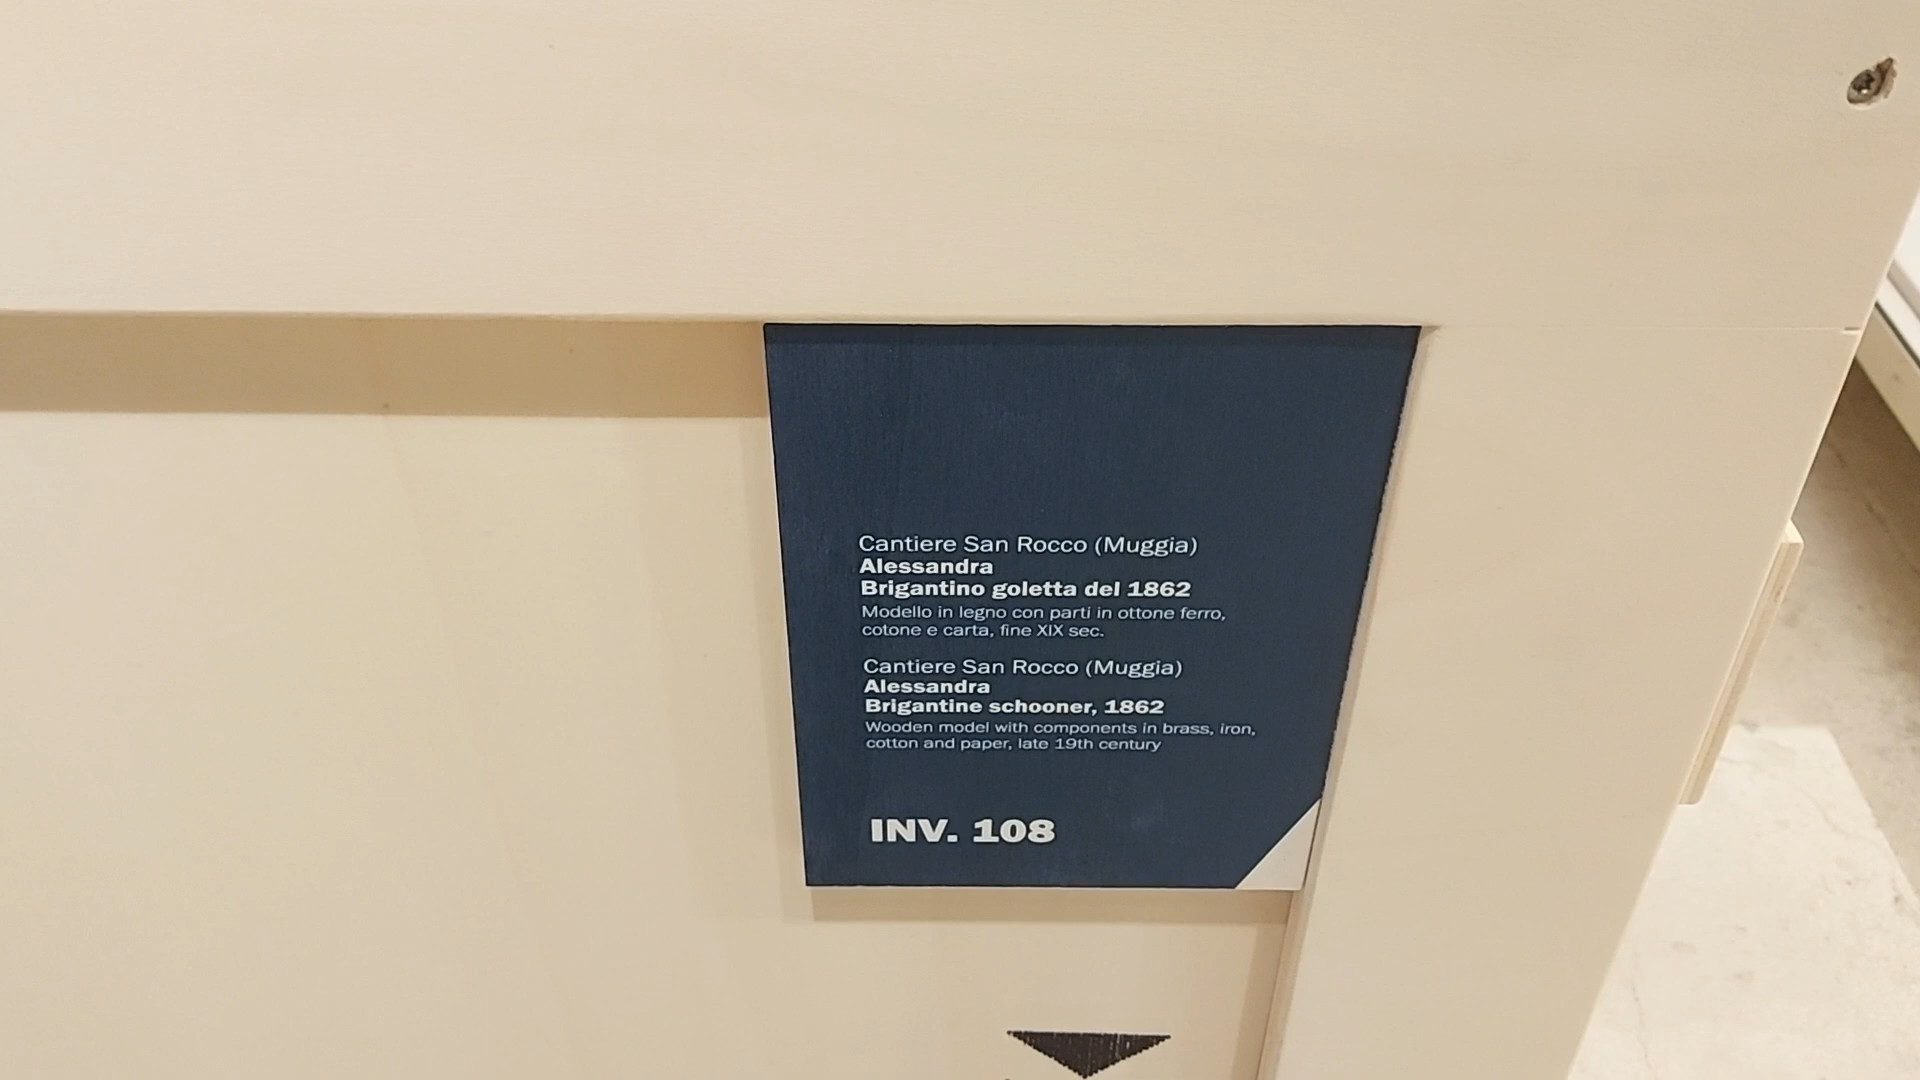 Cantiere San Rocco (Muggia)
Alessandra
Brigantino goletta del 1862
Modello in legno con parti in ottone ferro,
cotone e carta, fine XIX sec.
Cantiere San Rocco (Muggia)
Alessandra
Brigantine schooner, 1862
Wooden model with components in brass, iron,
cotton and paper, late 19th century
INV. 108